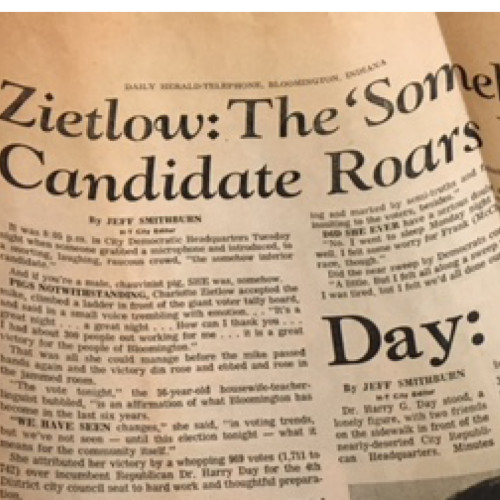 DAILY HERALD-TELEPHONE, BLOOMINGTON, INDIANA
Zietlow: The 'Some
Candidate Roars
By JEFF SMITHBURN
H-T City Editor
It was 8:05 p.m. in City Democratic Headquarters Tuesday
night when someone grabbed a microphone and introduced, to
laughing, raucous crowd, "the somehow inferior
candidate."
And if you're a male, chauvinist pig, SHE was, somehow.
PIGS NOTWITHSTANDING, Charlotte Zietlow accepted the
mike, climbed a ladder in front of the giant voter tally board,
and said in a small voice trembling with emotion. . . "It's a
great night . . . a great night . . . How can I thank you . . .
I had about 300 people out working for me . . . it is a great
victory for the people of Bloomington."
That was all she could manage before the mike passed
hands again and the victory din rose and ebbed and rose in
the jammed room.
"The vote tonight," the 36-year-old housewife-teacher-
linguist bubbled, "is an affirmation of what Bloomington has
become in the last six years.
"WE HAVE SEEN changes," she said, "in voting trends,
but we've not seen — until this election tonight — what it
means for the community itself."
She attributed her victory by a whopping 969 votes (1,711 to
742) over incumbent Republican Dr. Harry Day for the 4th
District city council seat to hard work and thoughtful prepara-
tion.
ing and marked by semi-truths and
insulting to the voters, besides."
DID SHE EVER have a serious doubt
"No. I went to sleep Monday night
well. I felt some worry for Frank (McC
race, though."
Did the near sweep by Democrats
"A little. But I felt all along a sweep
I was tired, but I felt we'd all done
Day:
By JEFF SMITHBURN
H-T City Editor
Dr. Harry G. Day stood, a
lonely figure, with two friends
on the sidewalk in front of the
nearly-deserted City Republi-
can Headquarters. Minutes